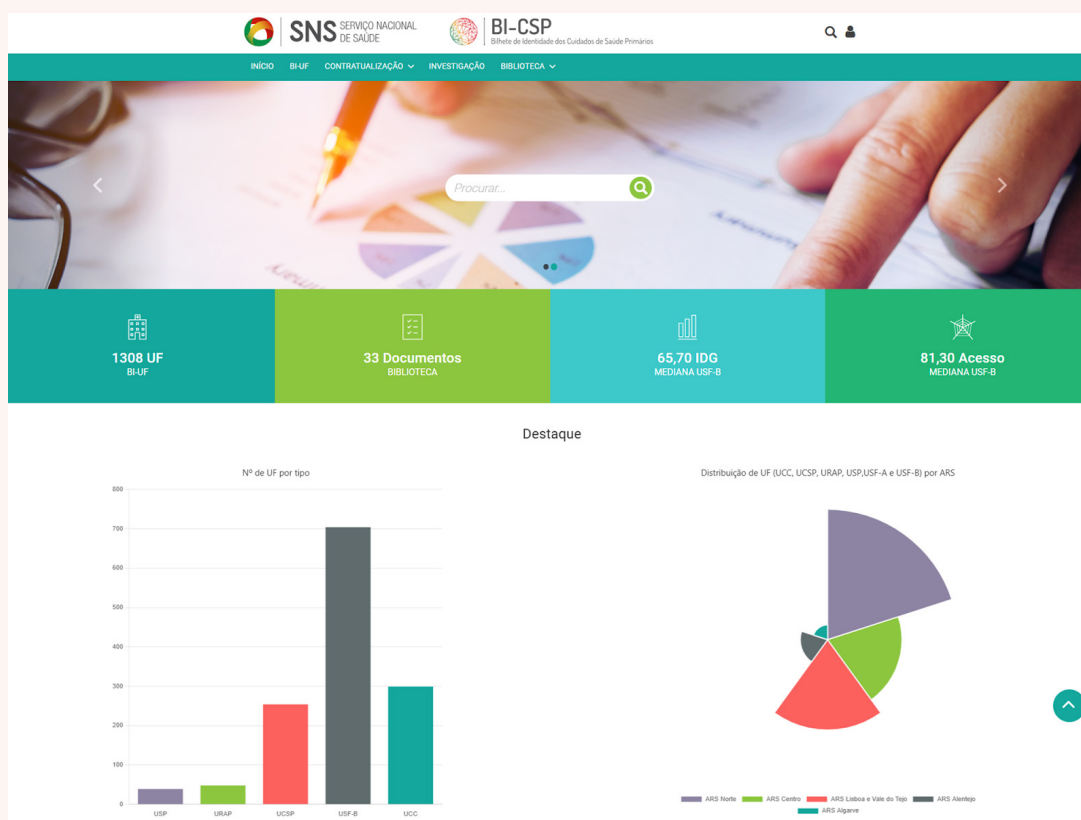 SNS SERVIÇO NACIONAL
DE SAÚDE
BI-CSP
Bilhete de Identidade dos Cuidados de Saúde Primários
INÍCIO BI-UF CONTRATUALIZAÇÃO INVESTIGAÇÃO BIBLIOTECA
Procurar...
1308 UF
BI-UF
33 Documentos
BIBLIOTECA
65,70 IDG
MEDIANA USF-B
81,30 Acesso
MEDIANA USF-B
Destaque
Nº de UF por tipo
800
700
600
500
400
300
200
100
0
USP URAP UCSP USF-B UCC
Distribuição de UF (UCC, UCSP, URAP, USP,USF-A e USF-B) por ARS
ARS Norte ARS Centro ARS Lisboa e Vale do Tejo ARS Alentejo
ARS Algarve